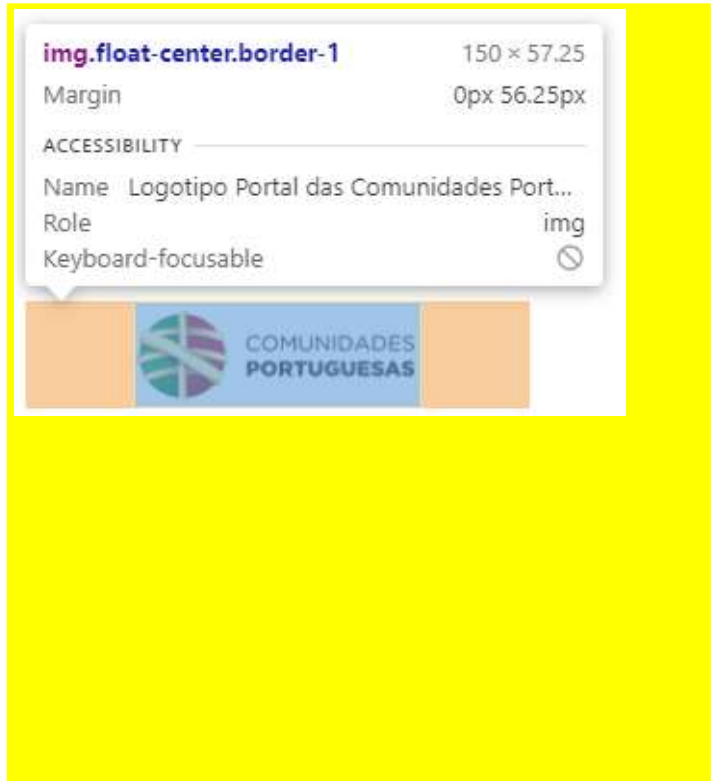 img.float-center.border-1 150 × 57.25
Margin 0px 56.25px
ACCESSIBILITY
Name Logotipo Portal das Comunidades Port...
Role img
Keyboard-focusable
COMUNIDADES
PORTUGUESAS